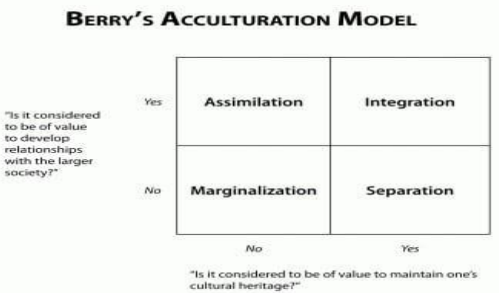 BERRY'S ACCULTURATION MODEL
"Is it considered
to be of value
to develop
relationships
with the larger
society?"
Yes
Assimilation
Integration
No
Marginalization
Separation
No
Yes
"Is it considered to be of value to maintain one's
cultural heritage?"